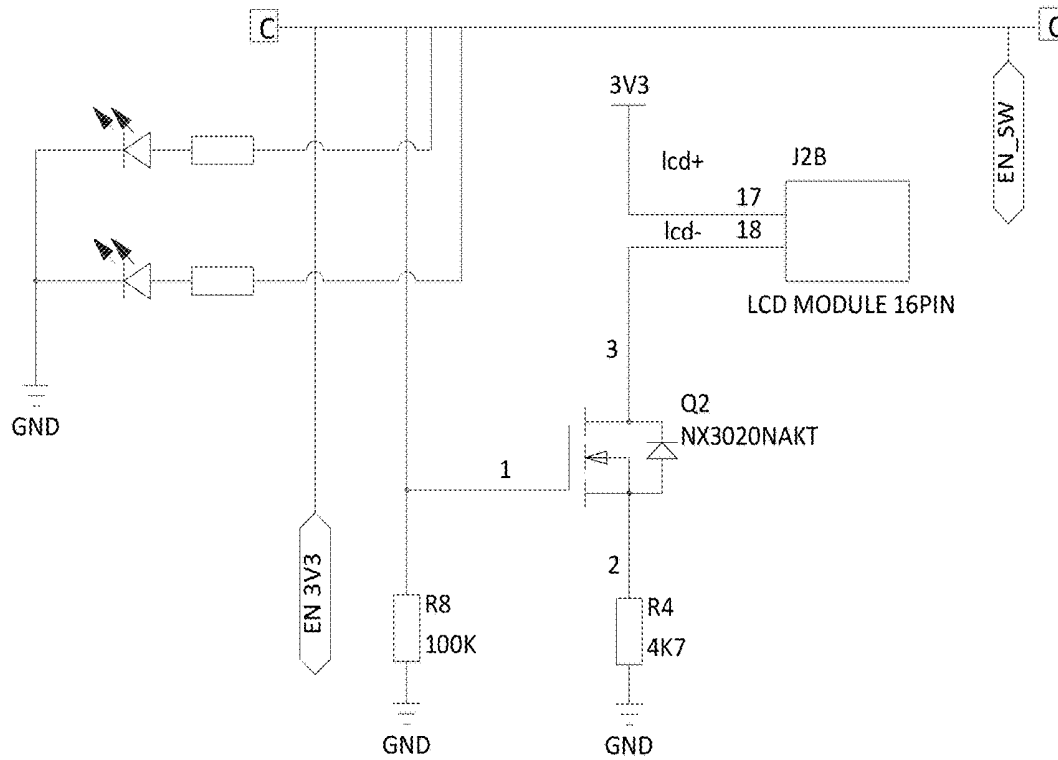 C
C
3V3
EN_SW
lcd+
J2B
17
lcd-
18
LCD MODULE 16PIN
3
GND
Q2
NX3020NAKT
1
EN 3V3
2
R8
100K
R4
4K7
GND
GND